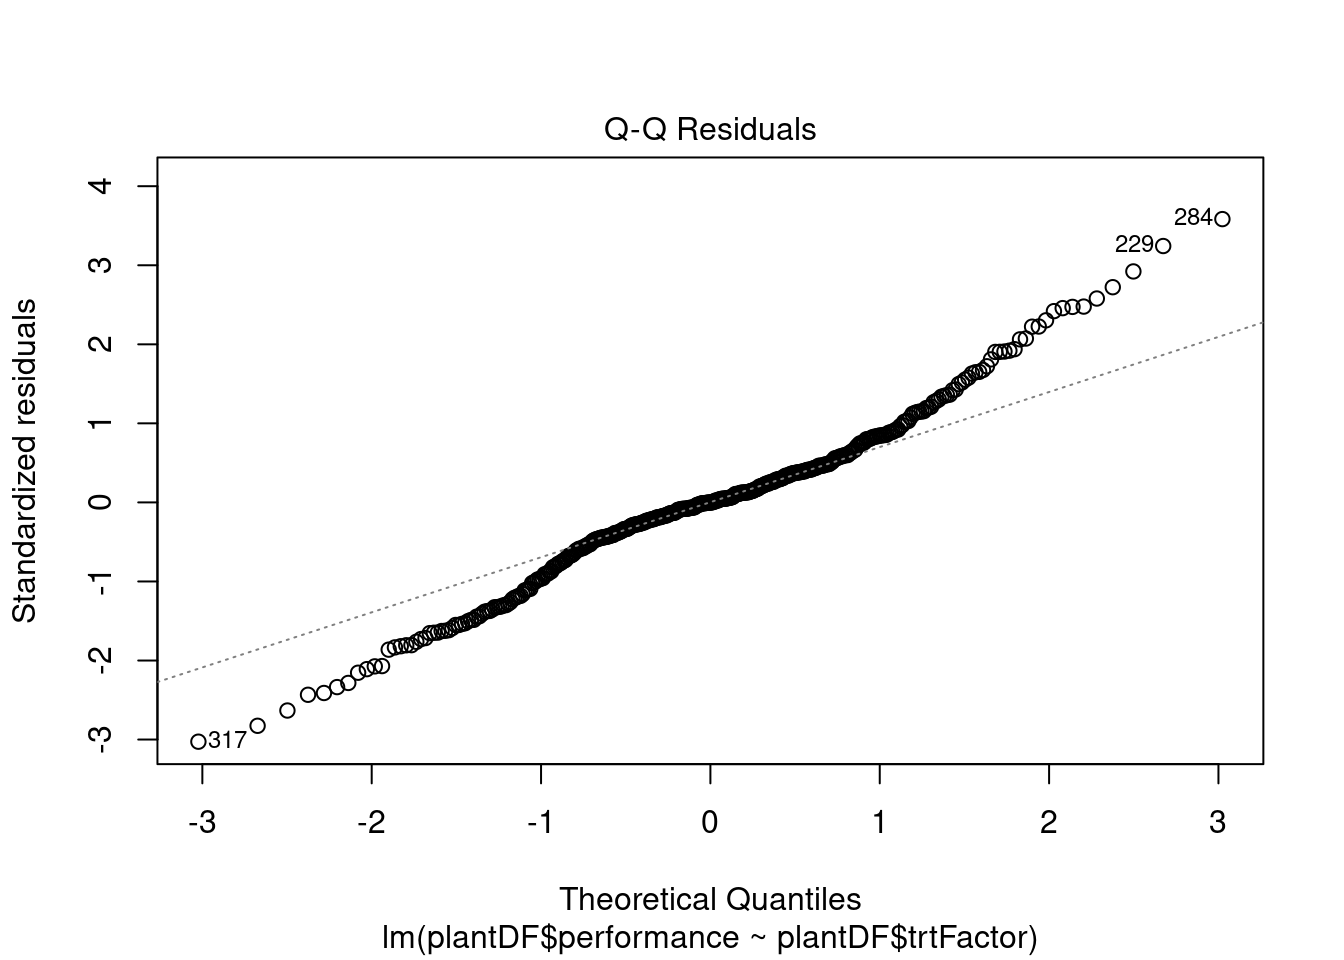 Q-Q Residuals
4
3
2
1
0
-1
-2
-3
Standardized residuals
284
229
317
-3 -2 -1 0 1 2 3
Theoretical Quantiles
lm(plantDF$performance ~ plantDF$trtFactor)